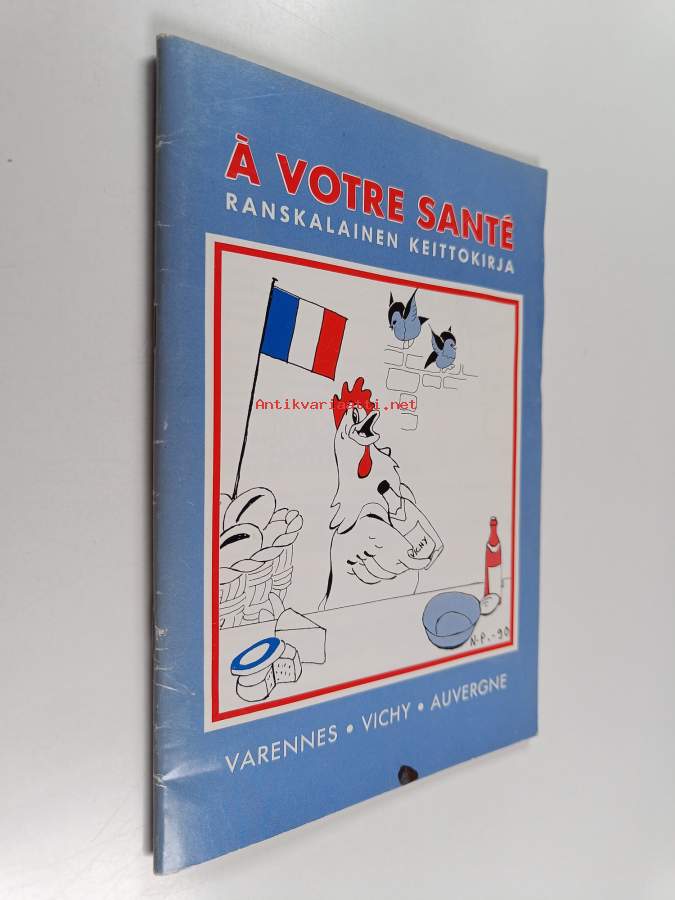 À VOTRE SANTÉ
RANSKALAINEN KEITTOKIRJA
Antikvariaatti.net
VICHY
N.P.-90
VARENNES • VICHY • AUVERGNE